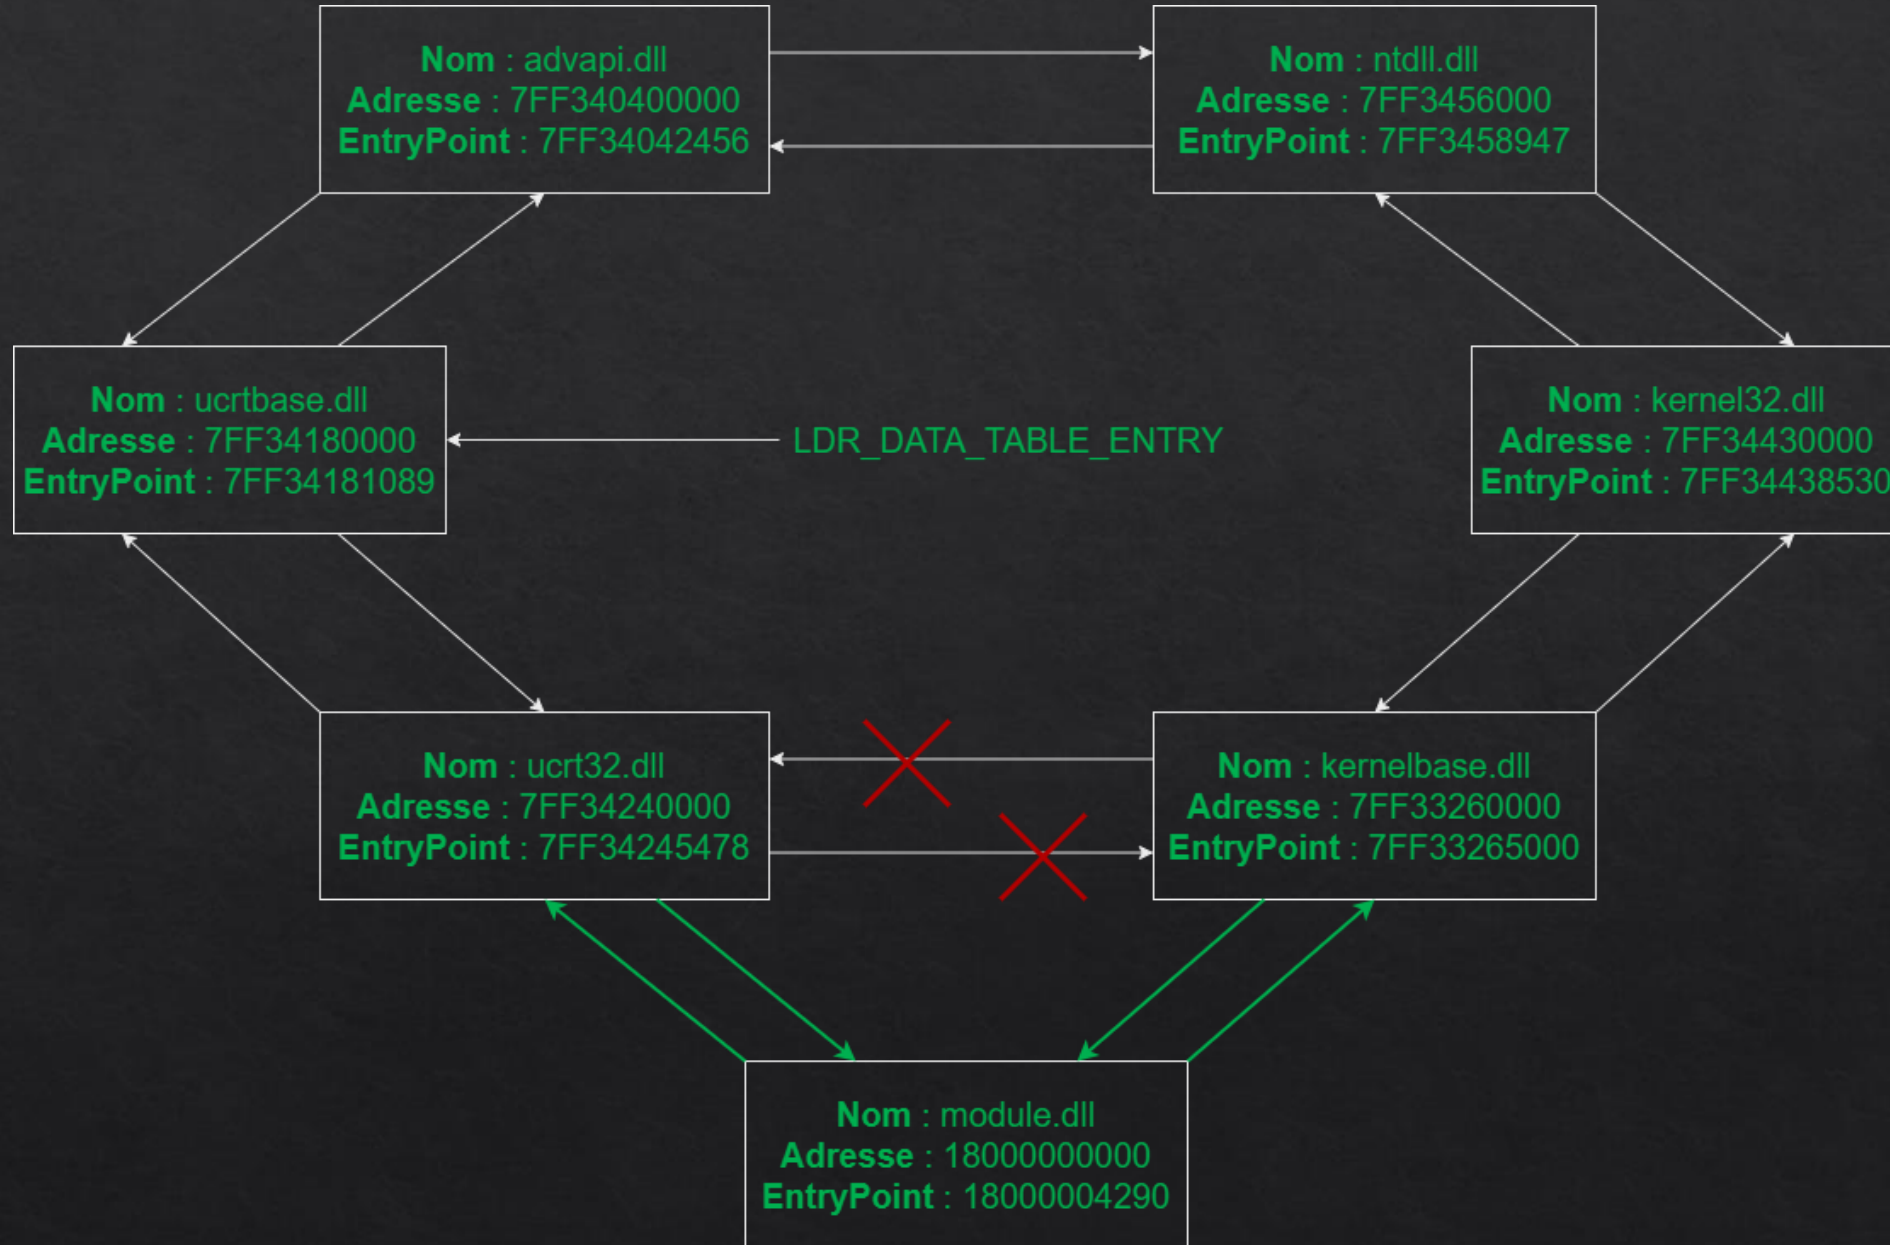 Nom : advapi.dll
Adresse : 7FF340400000
EntryPoint : 7FF34042456
Nom : ntdll.dll
Adresse : 7FF3456000
EntryPoint : 7FF3458947
Nom : ucrtbase.dll
Adresse : 7FF34180000
EntryPoint : 7FF34181089
LDR_DATA_TABLE_ENTRY
Nom : kernel32.dll
Adresse : 7FF34430000
EntryPoint : 7FF34438530
Nom : ucrt32.dll
Adresse : 7FF34240000
EntryPoint : 7FF34245478
Nom : kernelbase.dll
Adresse : 7FF33260000
EntryPoint : 7FF33265000
Nom : module.dll
Adresse : 18000000000
EntryPoint : 18000004290